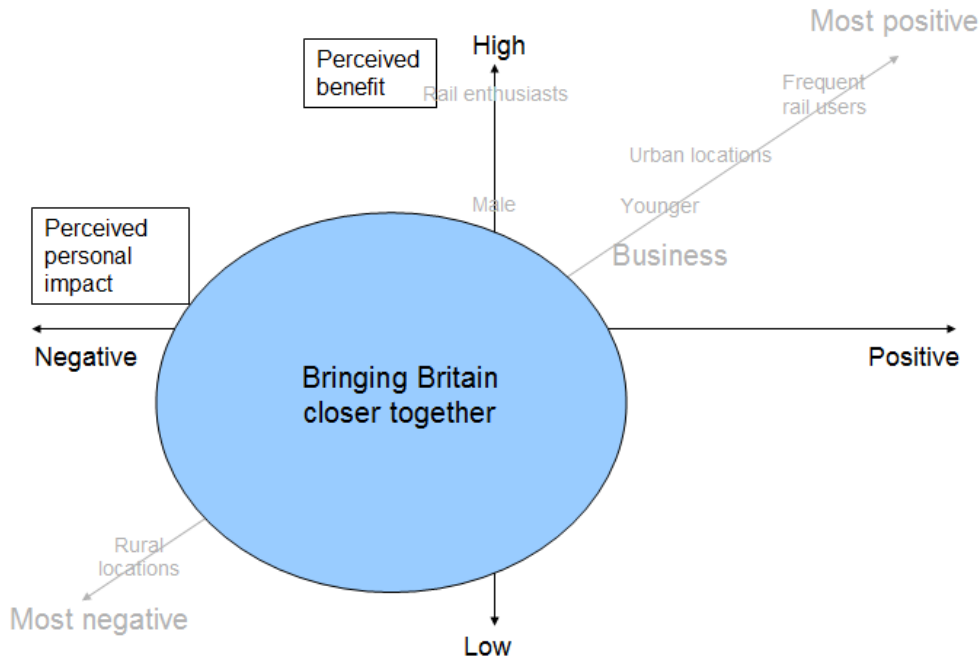 Most positive
High
Perceived
benefit
Rail enthusiasts
Frequent
rail users
Urban locations
Male
Younger
Perceived
personal
impact
Business
Negative
Positive
Bringing Britain
closer together
Rural
locations
Most negative
Low